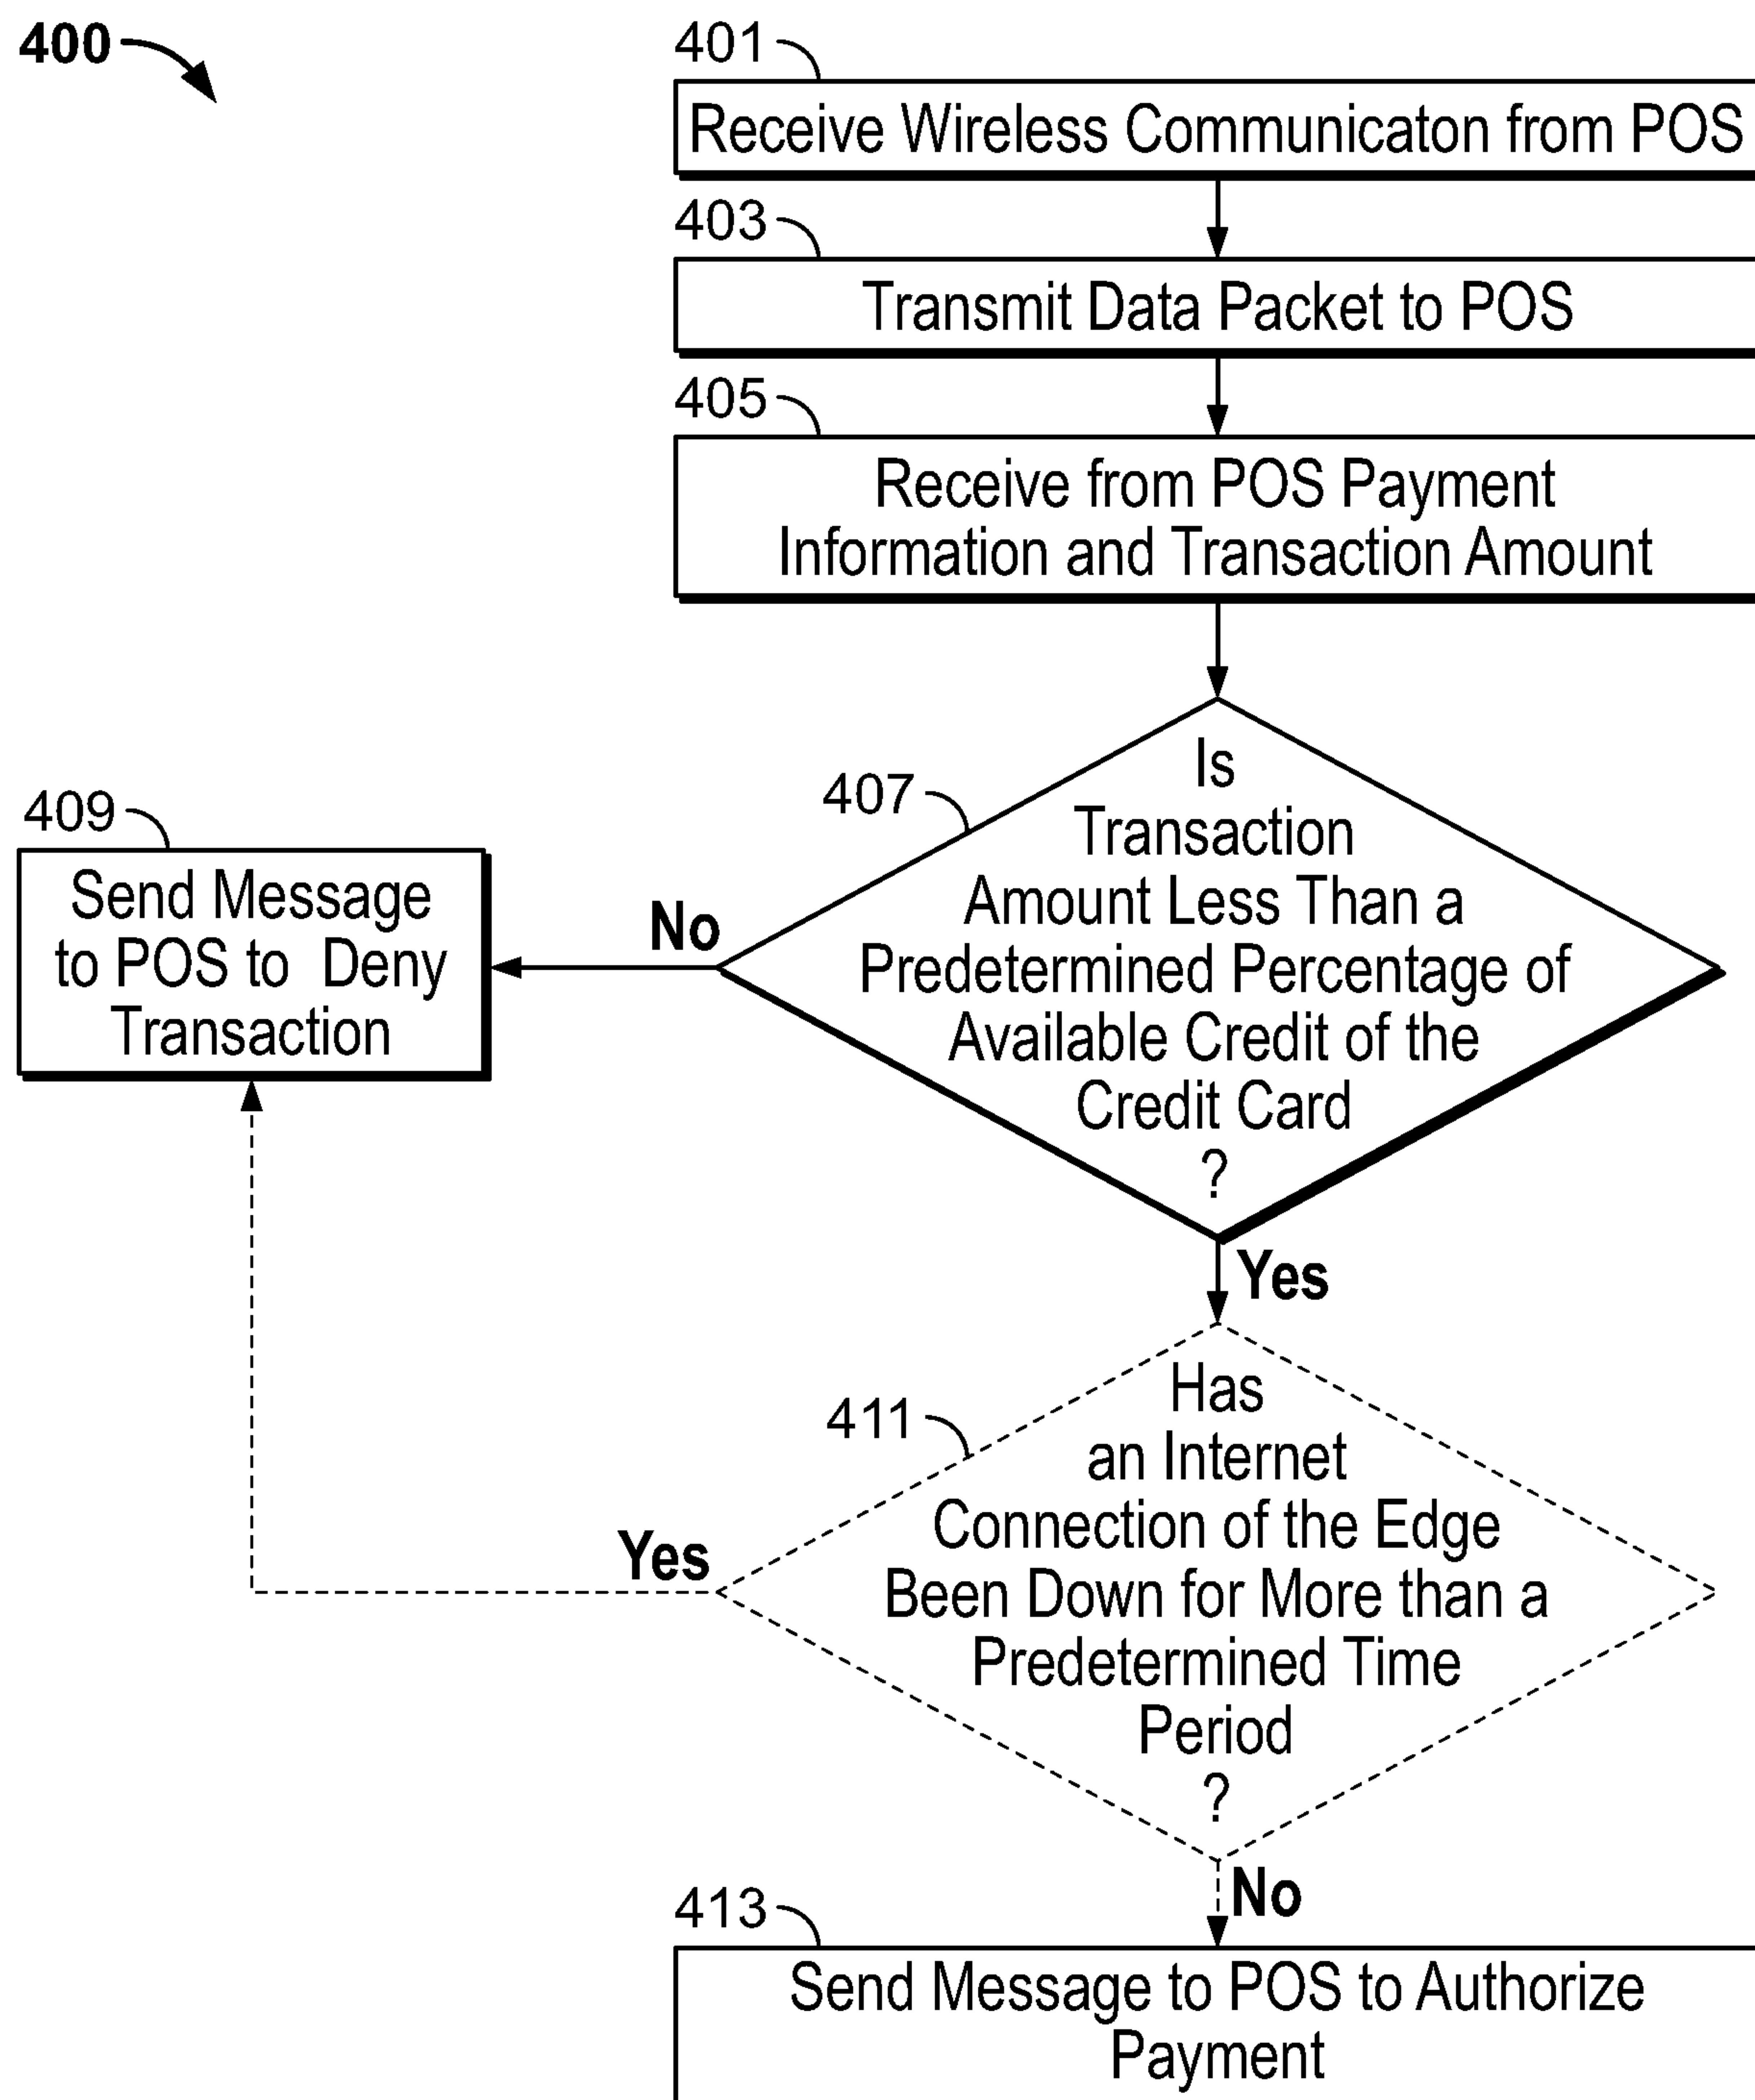 400
401
Receive Wireless Communicaton from POS
403
Transmit Data Packet to POS
405
Receive from POS Payment
Information and Transaction Amount
407
Is
Transaction
Amount Less Than a
Predetermined Percentage of
Available Credit of the
Credit Card
?
No
409
Send Message
to POS to Deny
Transaction
Yes
411
Has
an Internet
Connection of the Edge
Been Down for More than a
Predetermined Time
Period
?
Yes
No
413
Send Message to POS to Authorize
Payment